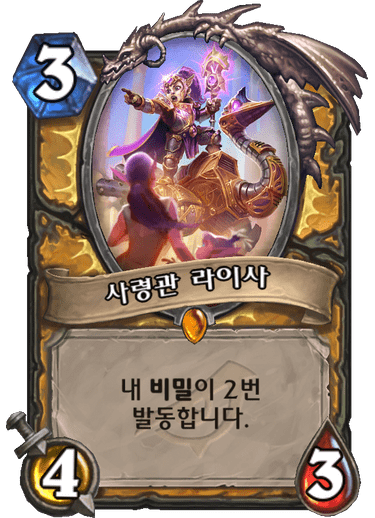 3
사령관 라이사
내 비밀이 2번
발동합니다.
4
3